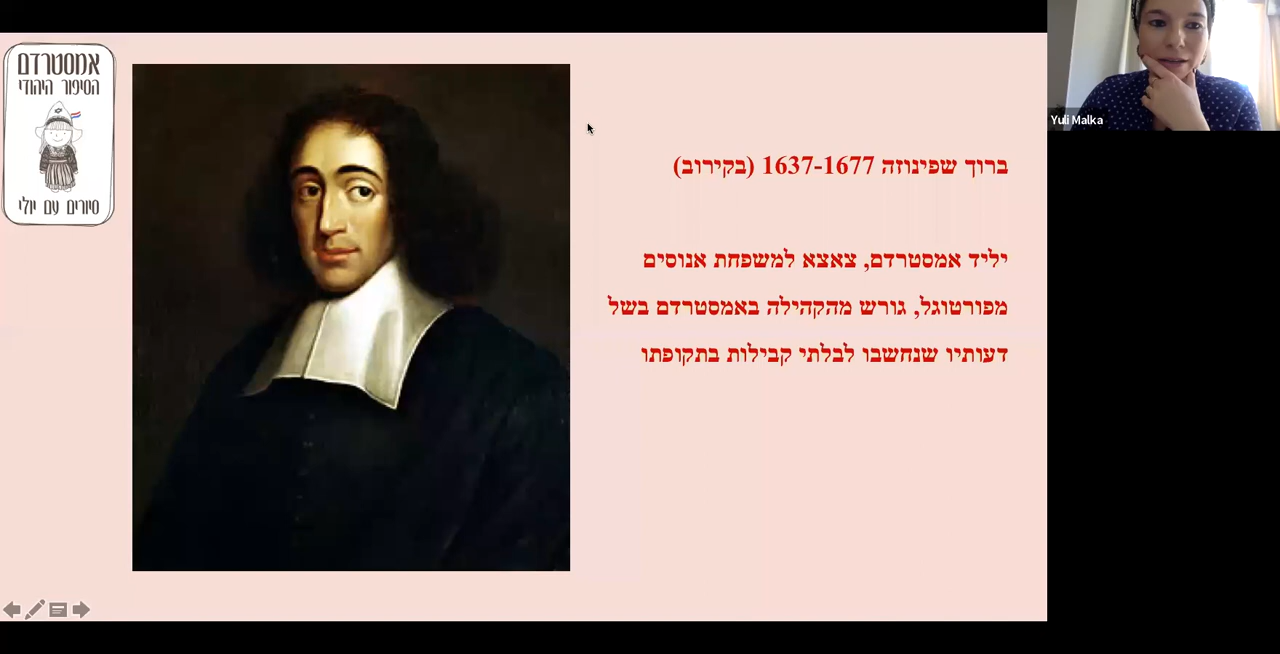 אמסטרדם
הסיפור היהודי
סיורים עם יולי
ברוך שפינוזה 1637-1677 (בקירוב)
יליד אמסטרדם, צאצא למשפחת אנוסים
מפורטוגל, גורש מהקהילה באמסטרדם בשל
דעותיו שנחשבו לבלתי קבילות בתקופתו
Yuli Malka